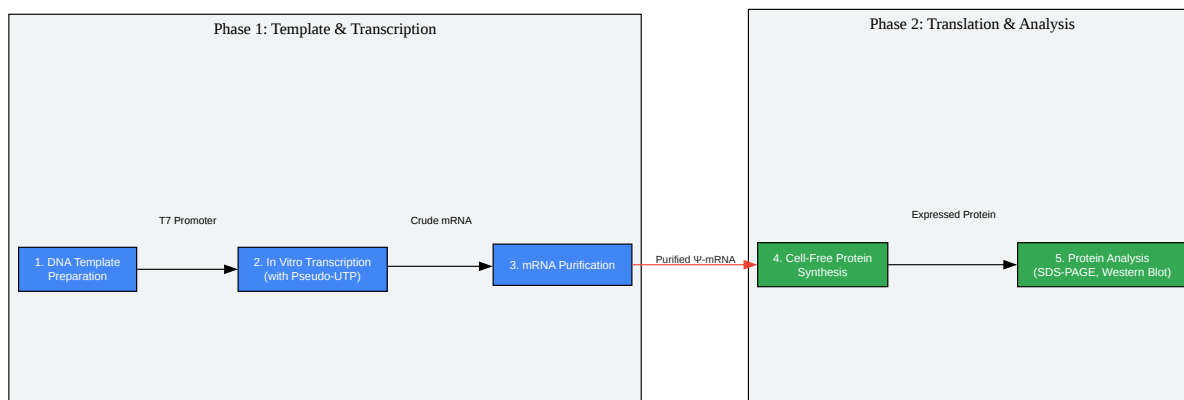 Phase 1: Template & Transcription
T7 Promoter
Crude mRNA
1. DNA Template
Preparation
2. In Vitro Transcription
(with Pseudo-UTP)
3. mRNA Purification
Purified Ψ-mRNA
Phase 2: Translation & Analysis
Expressed Protein
4. Cell-Free Protein
Synthesis
5. Protein Analysis
(SDS-PAGE, Western Blot)